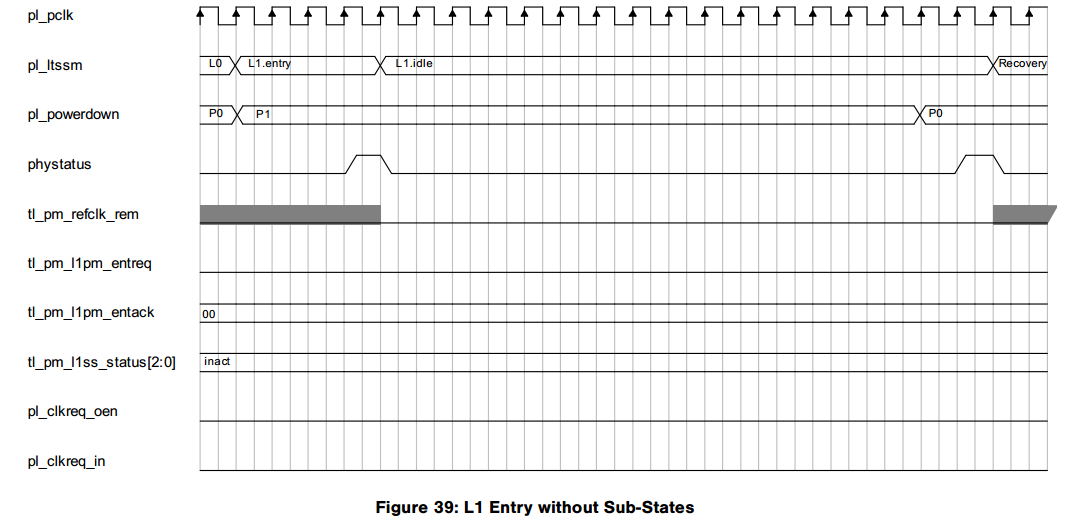 pl_pclk
pl_ltssm L0 L1.entry L1.idle Recovery
pl_powerdown P0 P1 P0
phystatus
tl_pm_refclk_rem
tl_pm_l1pm_entreq
tl_pm_l1pm_entack 00
tl_pm_l1ss_status[2:0] inact
pl_clkreq_oen
pl_clkreq_in
Figure 39: L1 Entry without Sub-States